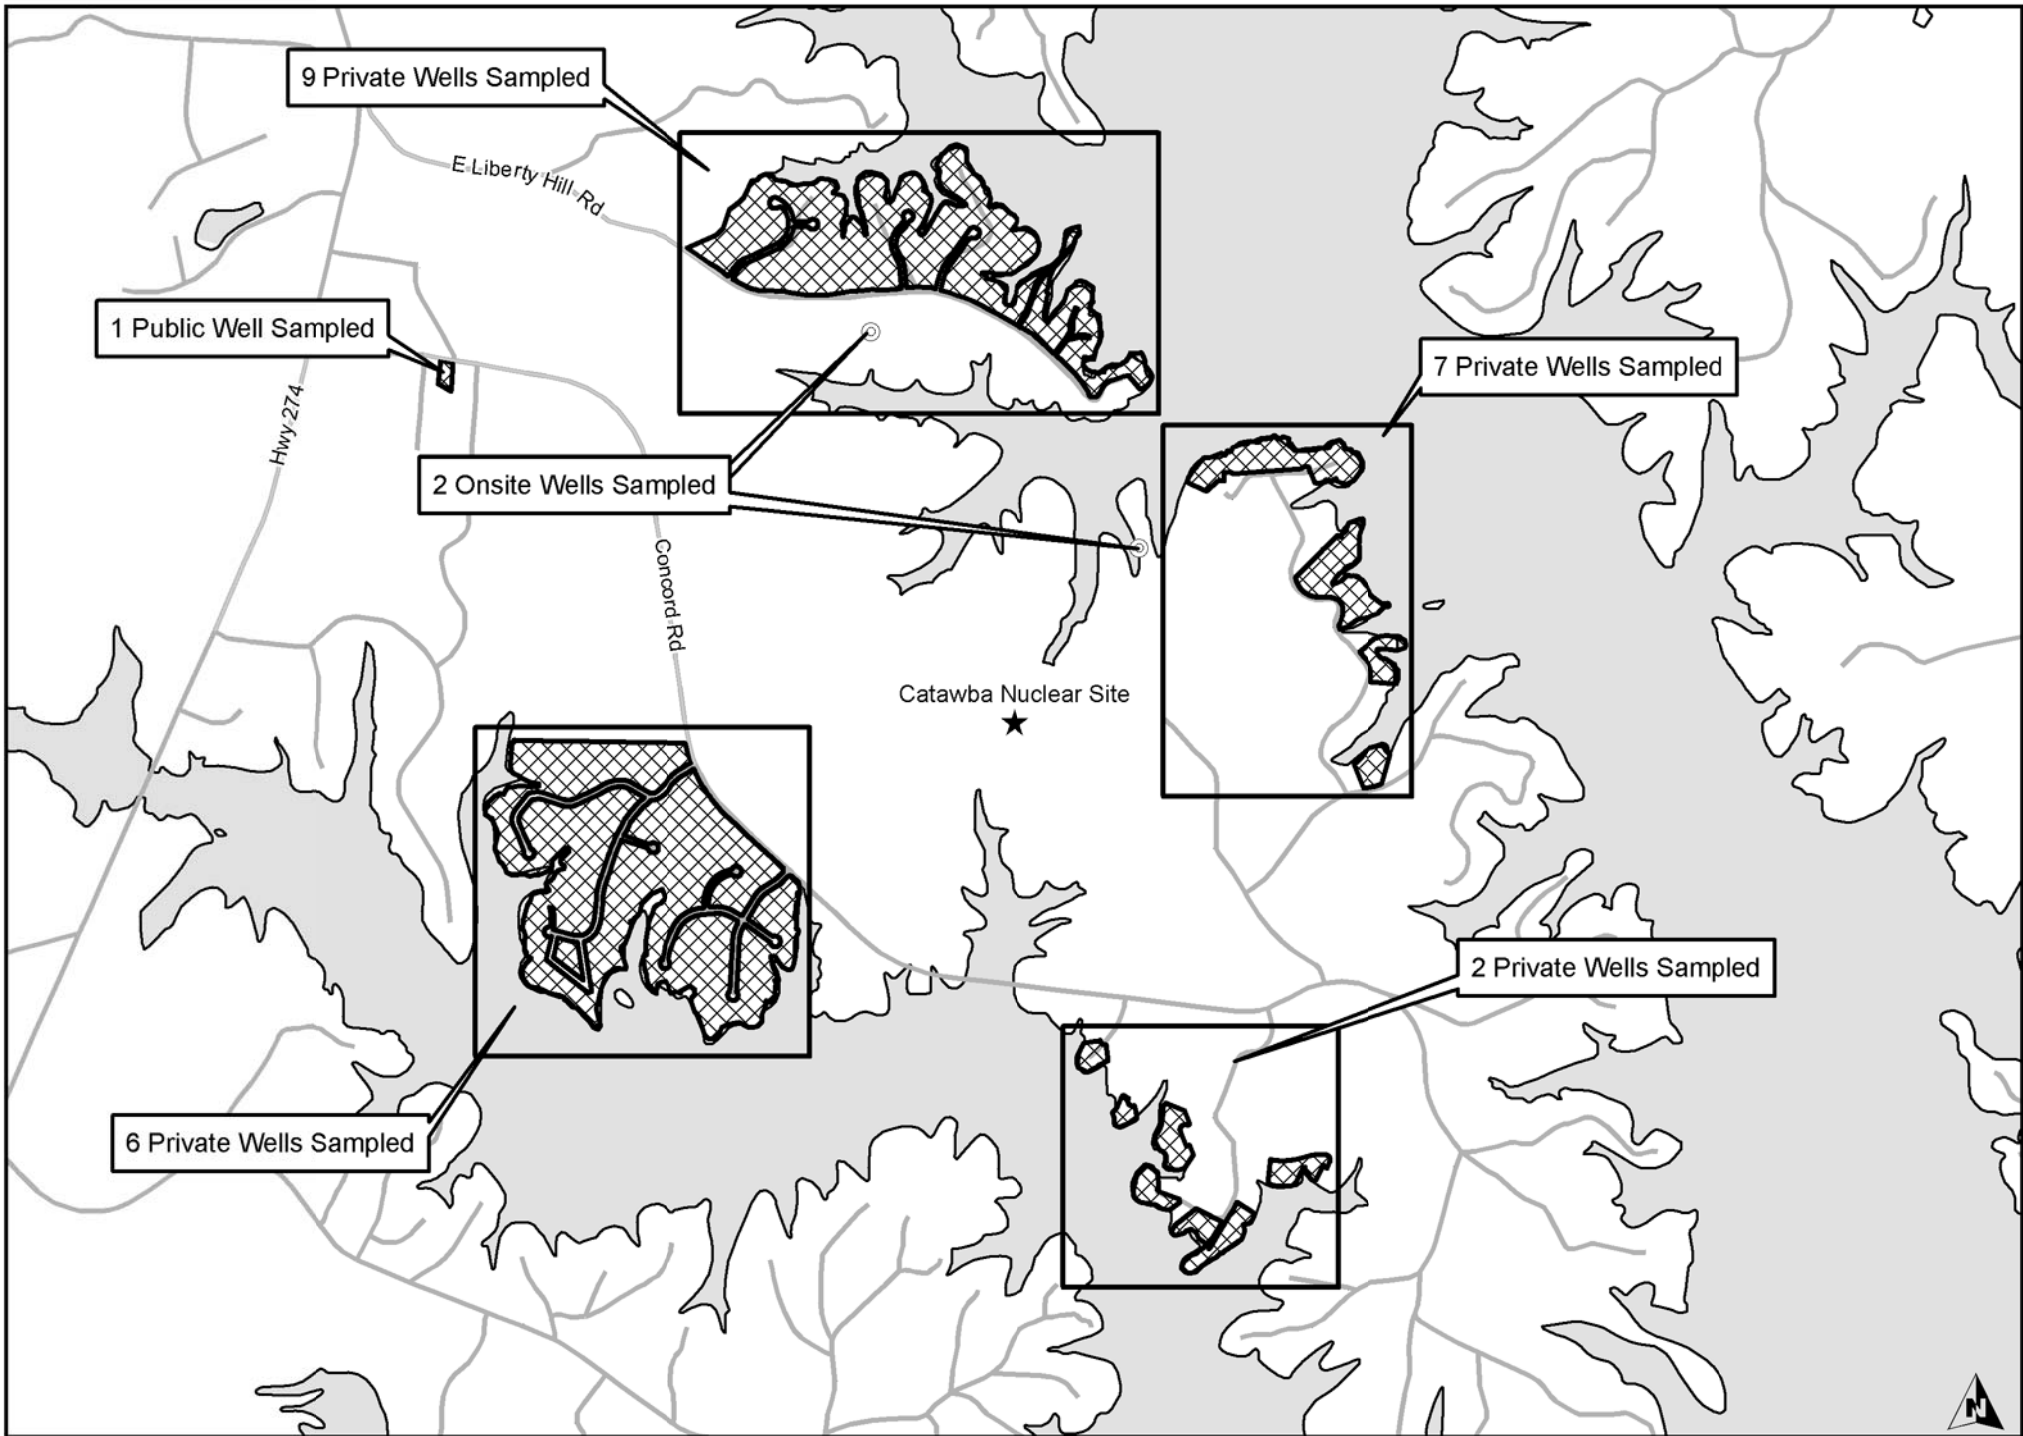 9 Private Wells Sampled
E Liberty Hill Rd
1 Public Well Sampled
7 Private Wells Sampled
Hwy 274
2 Onsite Wells Sampled
Concord Rd
Catawba Nuclear Site
2 Private Wells Sampled
6 Private Wells Sampled
N